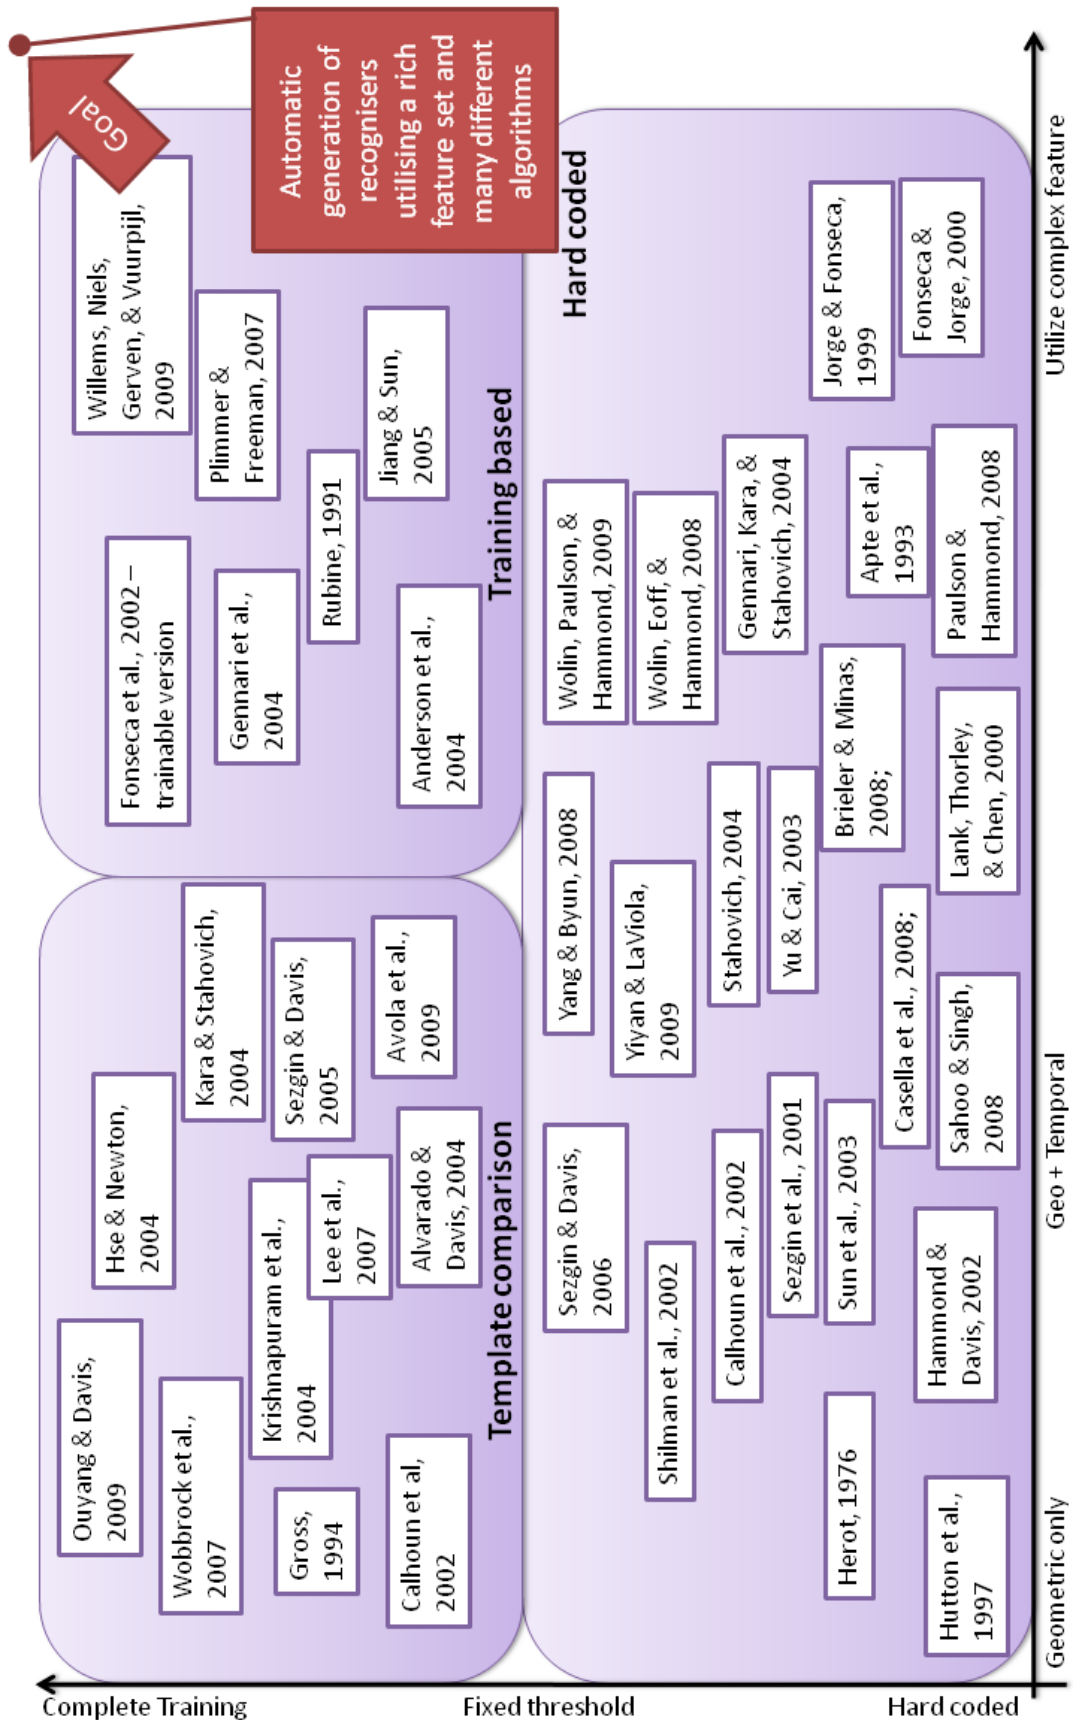 Complete Training
Fixed threshold
Hard coded
Geometric only
Geo + Temporal
Utilize complex feature
Goal
Automatic
generation of
recognisers
utilising a rich
feature set and
many different
algorithms
Template comparison
Ouyang & Davis,
2009
Hse & Newton,
2004
Wobbrock et al.,
2007
Kara & Stahovich,
2004
Krishnapuram et al.,
2004
Sezgin & Davis,
2005
Gross,
1994
Lee et al.,
2007
Avola et al.,
2009
Calhoun et al,
2002
Alvarado &
Davis, 2004
Training based
Willems, Niels,
Gerven, & Vuurpijl,
2009
Fonseca et al., 2002 –
trainable version
Plimmer &
Freeman, 2007
Gennari et al.,
2004
Rubine, 1991
Jiang & Sun,
2005
Anderson et al.,
2004
Hard coded
Sezgin & Davis,
2006
Yang & Byun, 2008
Wolin, Paulson, &
Hammond, 2009
Yiyan & LaViola,
2009
Wolin, Eoff, &
Hammond, 2008
Shilman et al., 2002
Calhoun et al., 2002
Stahovich, 2004
Gennari, Kara, &
Stahovich, 2004
Sezgin et al., 2001
Yu & Cai, 2003
Jorge & Fonseca,
1999
Herot, 1976
Sun et al., 2003
Brieler & Minas,
2008;
Apte et al.,
1993
Casella et al., 2008;
Fonseca &
Jorge, 2000
Hutton et al.,
1997
Hammond &
Davis, 2002
Sahoo & Singh,
2008
Lank, Thorley,
& Chen, 2000
Paulson &
Hammond, 2008